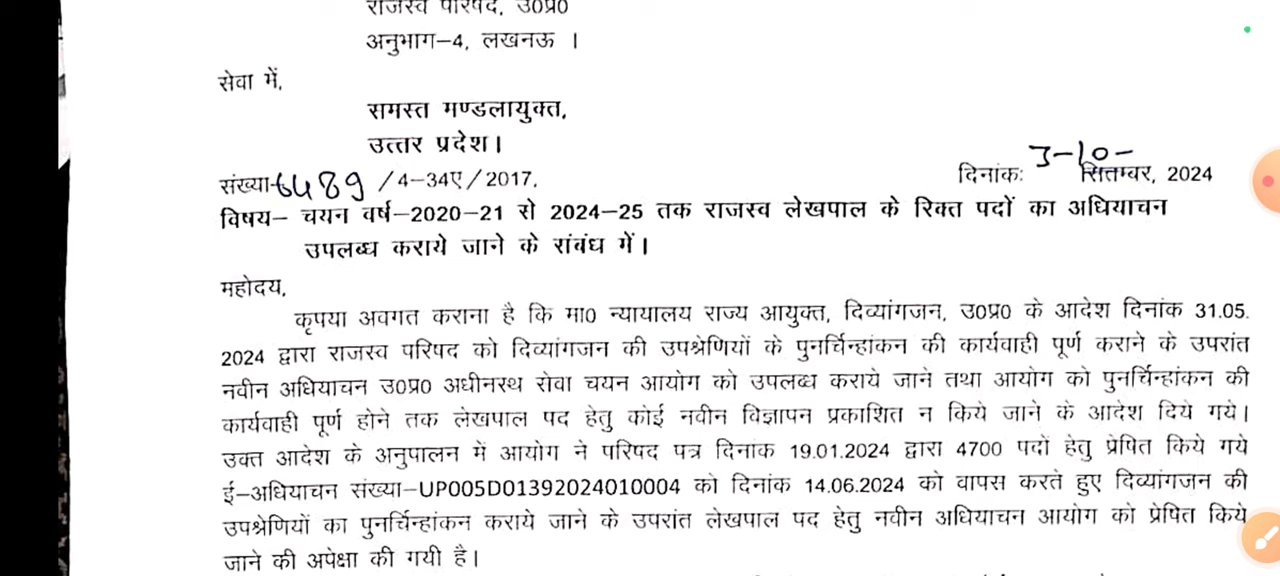 राजस्व परिषद, उ0प्र0
अनुभाग-4, लखनऊ ।
सेवा में,
समस्त मण्डलायुक्त,
उत्तर प्रदेश।
3-10-
संख्या-6489 /4-34ए/2017, दिनांकः सितम्बर, 2024
विषय- चयन वर्ष-2020-21 से 2024-25 तक राजस्व लेखपाल के रिक्त पदों का अधियाचन
उपलब्ध कराये जाने के संबंध में।
महोदय,
कृपया अवगत कराना है कि मा0 न्यायालय राज्य आयुक्त, दिव्यांगजन, उ0प्र0 के आदेश दिनांक 31.05.
2024 द्वारा राजस्व परिषद को दिव्यांगजन की उपश्रेणियों के पुनर्चिन्हांकन की कार्यवाही पूर्ण कराने के उपरांत
नवीन अधियाचन उ0प्र0 अधीनस्थ सेवा चयन आयोग को उपलब्ध कराये जाने तथा आयोग को पुनर्चिन्हांकन की
कार्यवाही पूर्ण होने तक लेखपाल पद हेतु कोई नवीन विज्ञापन प्रकाशित न किये जाने के आदेश दिये गये।
उक्त आदेश के अनुपालन में आयोग ने परिषद पत्र दिनांक 19.01.2024 द्वारा 4700 पदों हेतु प्रेषित किये गये
ई-अधियाचन संख्या-UP005D01392024010004 को दिनांक 14.06.2024 को वापस करते हुए दिव्यांगजन की
उपश्रेणियों का पुनर्चिन्हांकन कराये जाने के उपरांत लेखपाल पद हेतु नवीन अधियाचन आयोग को प्रेषित किये
जाने की अपेक्षा की गयी है।